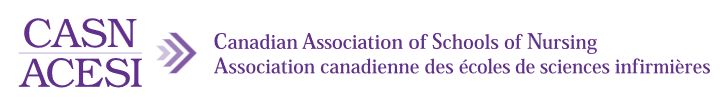 CASN
ACESI
Canadian Association of Schools of Nursing
Association canadienne des écoles de sciences infirmières